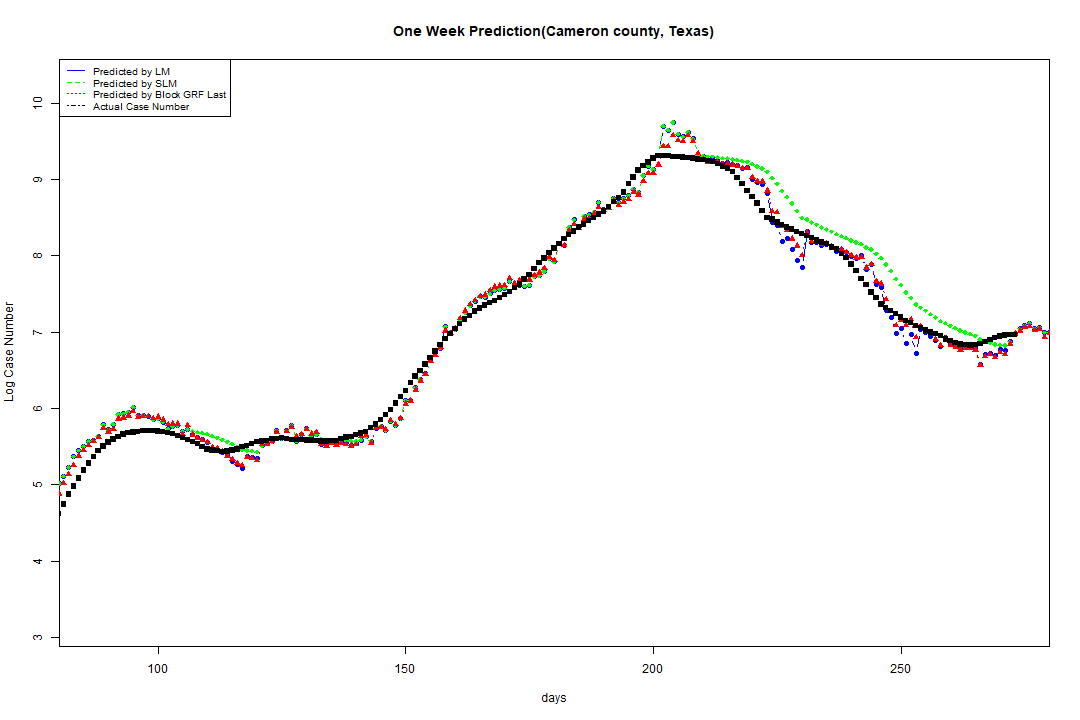 One Week Prediction(Cameron county, Texas)
Predicted by LM
Predicted by SLM
Predicted by Block GRF Last
Actual Case Number
10
9
8
7
6
5
4
3
Log Case Number
100
150
200
250
days